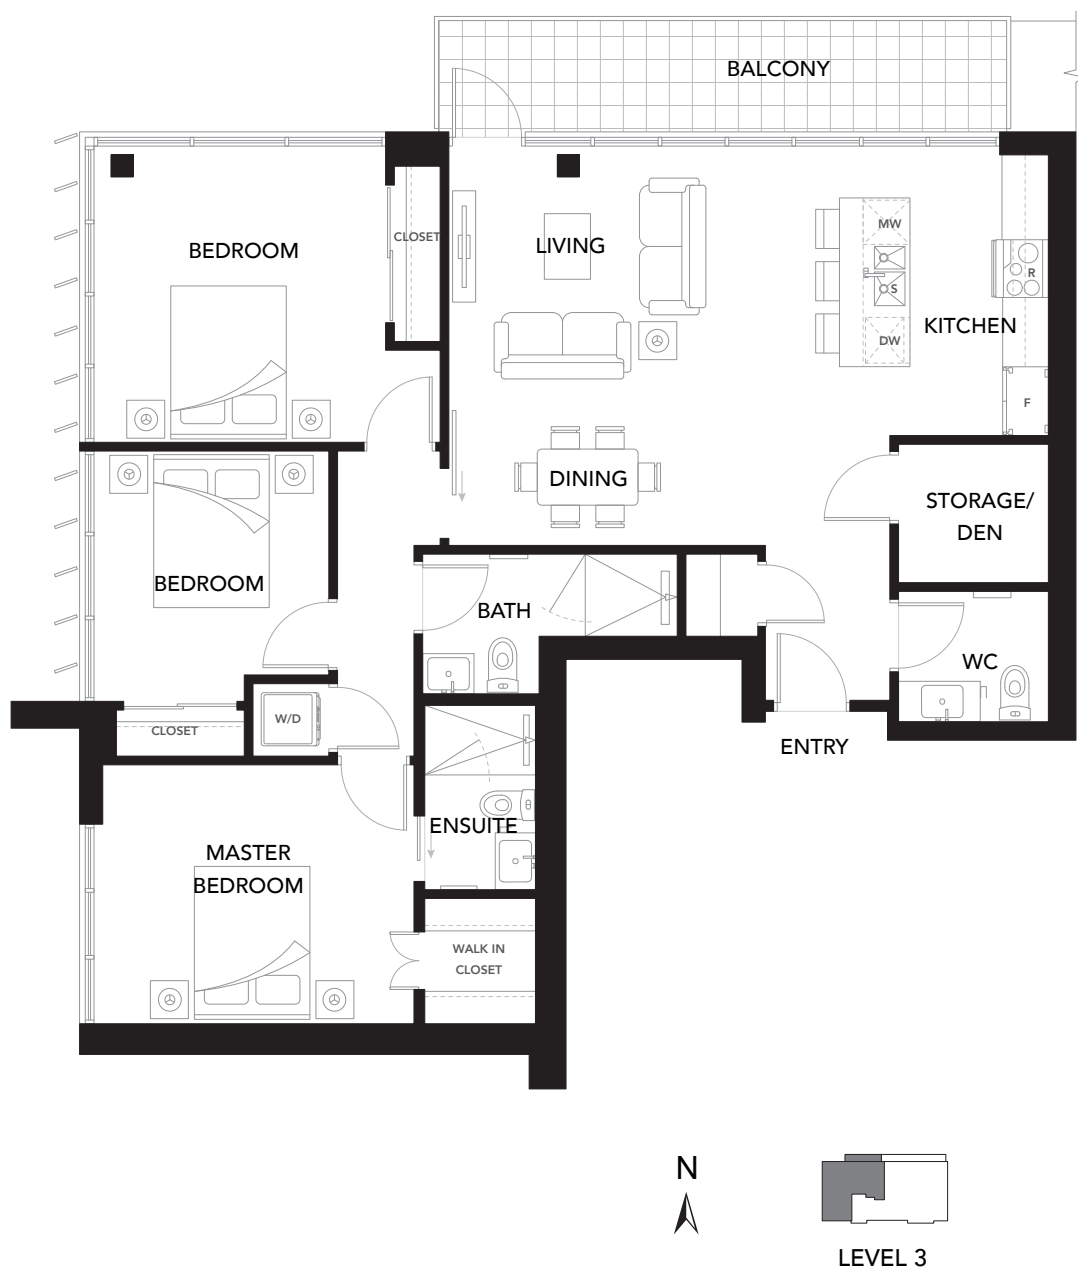 BALCONY
MW
CLOSET
LIVING
BEDROOM
R
S
KITCHEN
DW
F
DINING
STORAGE/
DEN
BEDROOM
BATH
WC
W/D
CLOSET
ENTRY
ENSUITE
MASTER
BEDROOM
WALK IN
CLOSET
N
LEVEL 3